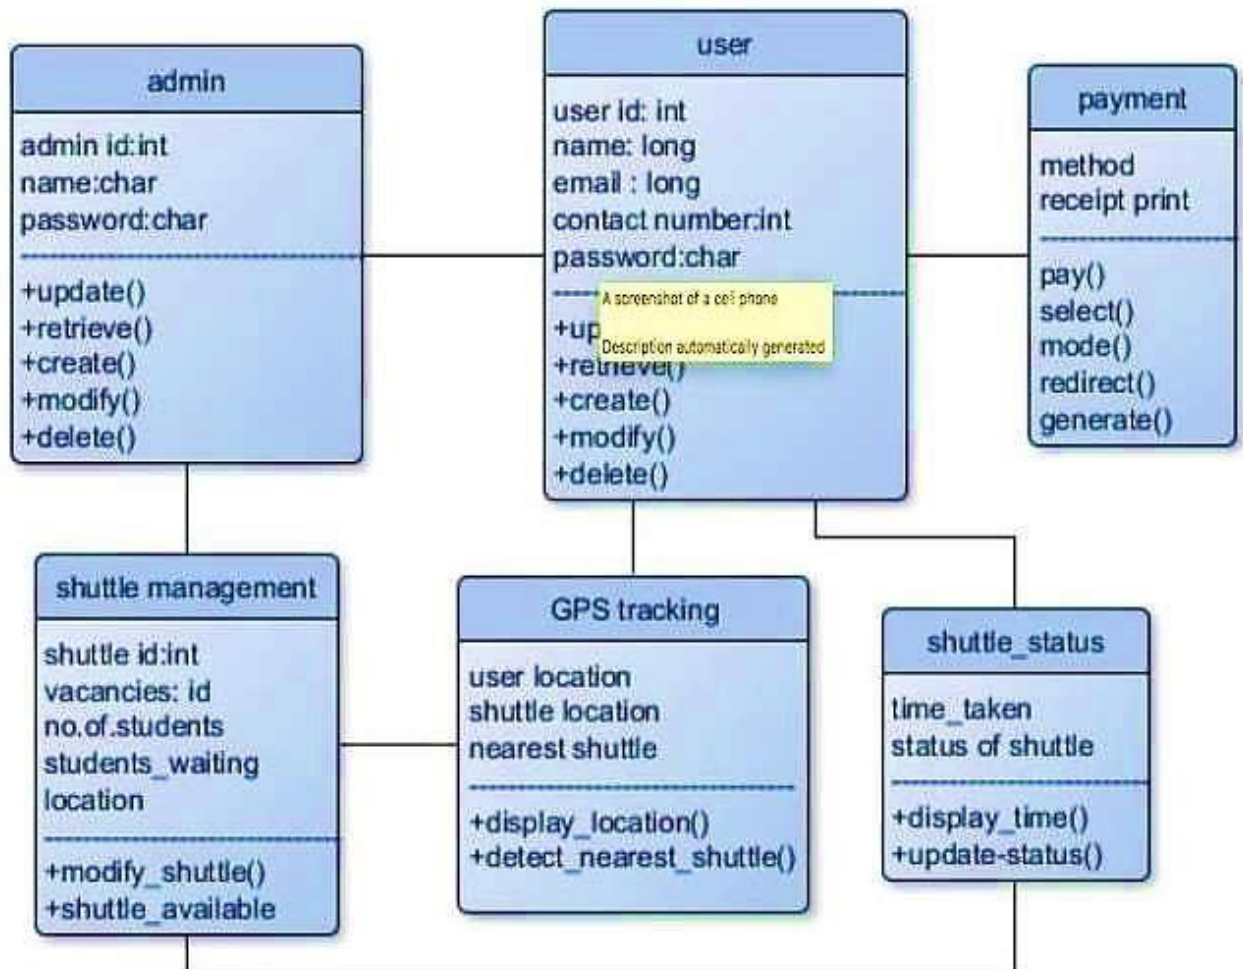 admin
admin id:int
name:char
password:char
+update()
+retrieve()
+create()
+modify()
+delete()
user
user id: int
name: long
email : long
contact number:int
password:char
A screenshot of a cell phone
Description automatically generated
+up
+retrieve()
+create()
+modify()
+delete()
payment
method
receipt print
pay()
select()
mode()
redirect()
generate()
shuttle management
shuttle id:int
vacancies: id
no.of.students
students_waiting
location
+modify_shuttle()
+shuttle_available
GPS tracking
user location
shuttle location
nearest shuttle
+display_location()
+detect_nearest_shuttle()
shuttle_status
time_taken
status of shuttle
+display_time()
+update-status()